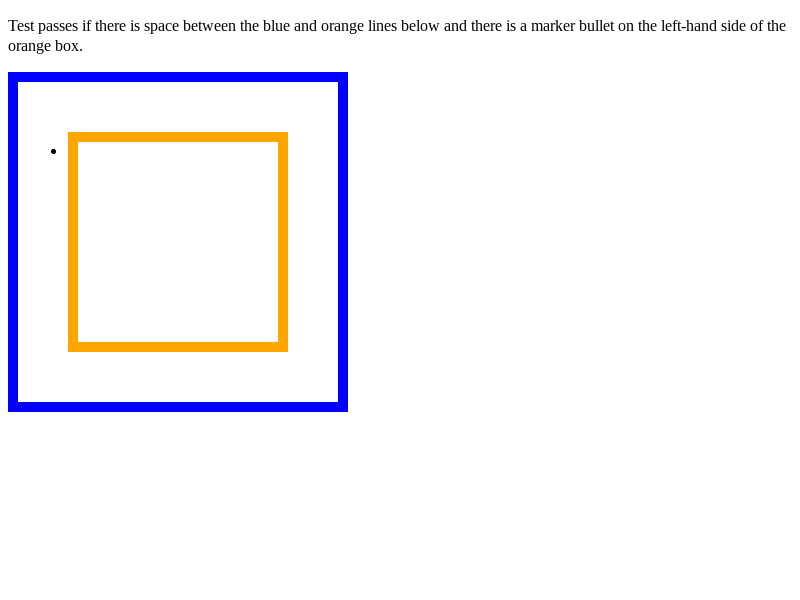 Test passes if there is space between the blue and orange lines below and there is a marker bullet on the left-hand side of the
orange box.